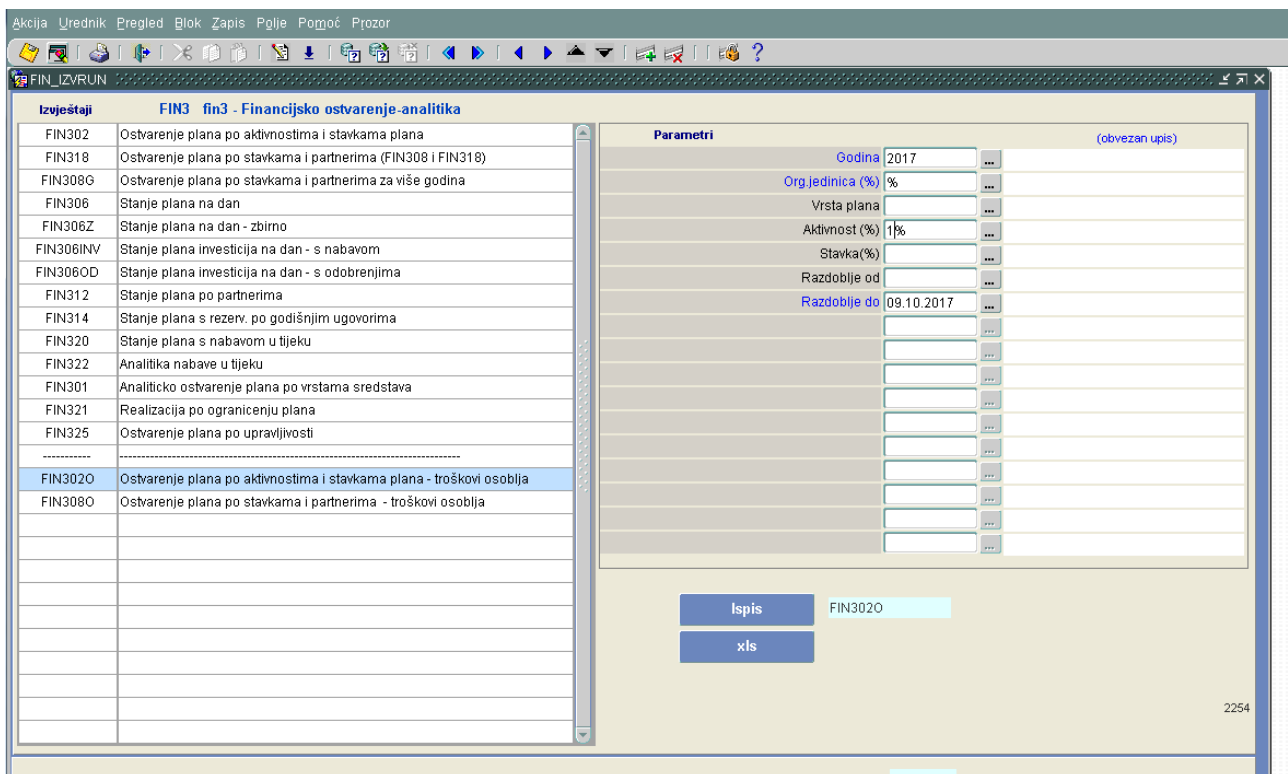 Akcija Urednik Pregled Blok Zapis Polje Pomoć Prozor
FIN_IZVRUN
Izvještaji FIN3 fin3 - Financijsko ostvarenje-analitika
FIN302 Ostvarenje plana po aktivnostima i stavkama plana
FIN318 Ostvarenje plana po stavkama i partnerima (FIN308 i FIN318)
FIN308G Ostvarenje plana po stavkama i partnerima za više godina
FIN306 Stanje plana na dan
FIN306Z Stanje plana na dan - zbirno
FIN306INV Stanje plana investicija na dan - s nabavom
FIN306OD Stanje plana investicija na dan - s odobrenjima
FIN312 Stanje plana po partnerima
FIN314 Stanje plana s rezerv. po godišnjim ugovorima
FIN320 Stanje plana s nabavom u tijeku
FIN322 Analitika nabave u tijeku
FIN301 Analiticko ostvarenje plana po vrstama sredstava
FIN321 Realizacija po ogranicenju plana
FIN325 Ostvarenje plana po upravljivosti
----------- --------------------------------------------------------------------------
FIN302O Ostvarenje plana po aktivnostima i stavkama plana - troškovi osoblja
FIN308O Ostvarenje plana po stavkama i partnerima - troškovi osoblja
Parametri (obvezan upis)
Godina 2017 ...
Org.jedinica (%) % ...
Vrsta plana ...
Aktivnost (%) 1% ...
Stavka(%) ...
Razdoblje od ...
Razdoblje do 09.10.2017 ...
...
...
...
...
...
...
...
...
...
...
Ispis FIN302O
xls
2254